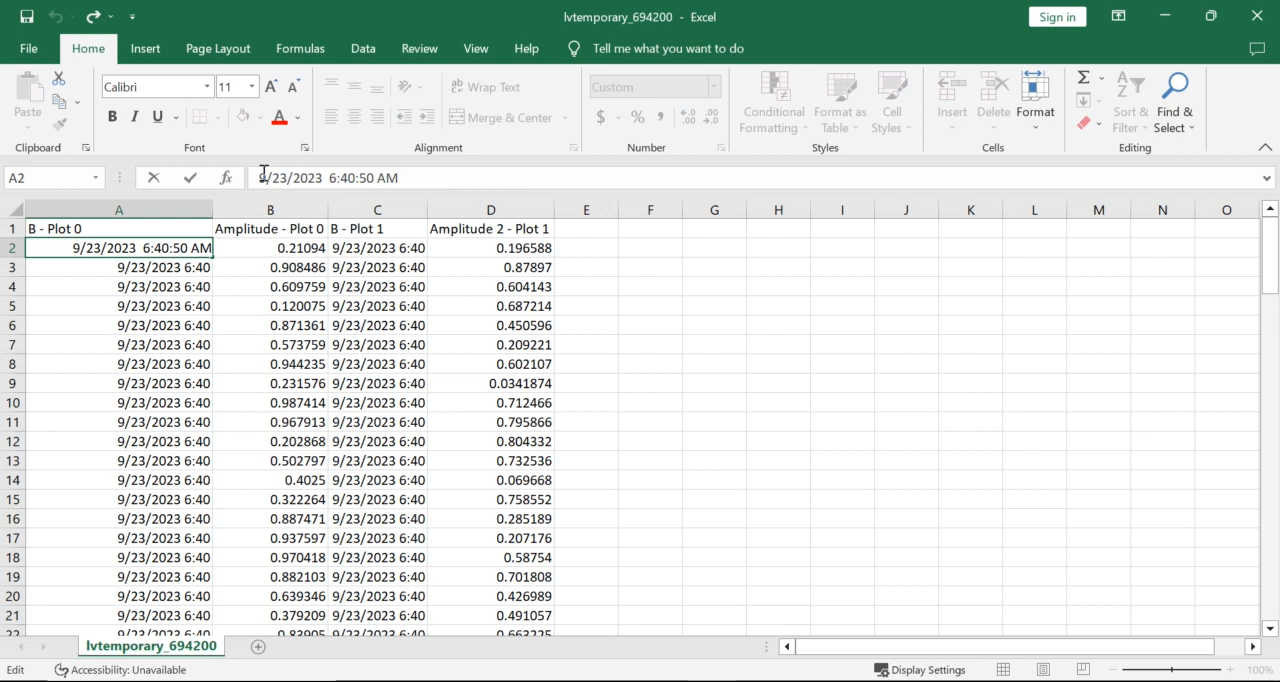 lvtemporary_694200 - Excel
Sign in
File Home Insert Page Layout Formulas Data Review View Help Tell me what you want to do
Paste
Clipboard
Calibri 11
B I U
Font
Wrap Text
Merge & Center
Alignment
Custom
$ % ,
Number
Conditional Formatting
Format as Table
Cell Styles
Styles
Insert Delete Format
Cells
Sort & Filter
Find & Select
Editing
A2 fx 9/23/2023 6:40:50 AM
A B C D E F G H I J K L M N O
1 B - Plot 0 Amplitude - Plot 0 B - Plot 1 Amplitude 2 - Plot 1
2 9/23/2023 6:40:50 AM 0.21094 9/23/2023 6:40 0.196588
3 9/23/2023 6:40 0.908486 9/23/2023 6:40 0.87897
4 9/23/2023 6:40 0.609759 9/23/2023 6:40 0.604143
5 9/23/2023 6:40 0.120075 9/23/2023 6:40 0.687214
6 9/23/2023 6:40 0.871361 9/23/2023 6:40 0.450596
7 9/23/2023 6:40 0.573759 9/23/2023 6:40 0.209221
8 9/23/2023 6:40 0.944235 9/23/2023 6:40 0.602107
9 9/23/2023 6:40 0.231576 9/23/2023 6:40 0.0341874
10 9/23/2023 6:40 0.987414 9/23/2023 6:40 0.712466
11 9/23/2023 6:40 0.967913 9/23/2023 6:40 0.795866
12 9/23/2023 6:40 0.202868 9/23/2023 6:40 0.804332
13 9/23/2023 6:40 0.502797 9/23/2023 6:40 0.732536
14 9/23/2023 6:40 0.4025 9/23/2023 6:40 0.069668
15 9/23/2023 6:40 0.322264 9/23/2023 6:40 0.758552
16 9/23/2023 6:40 0.887471 9/23/2023 6:40 0.285189
17 9/23/2023 6:40 0.937597 9/23/2023 6:40 0.207176
18 9/23/2023 6:40 0.970418 9/23/2023 6:40 0.58754
19 9/23/2023 6:40 0.882103 9/23/2023 6:40 0.701808
20 9/23/2023 6:40 0.639346 9/23/2023 6:40 0.426989
21 9/23/2023 6:40 0.379209 9/23/2023 6:40 0.491057
22 9/23/2023 6:40 0.83905 9/23/2023 6:40 0.663225
lvtemporary_694200
Edit Accessibility: Unavailable Display Settings 100%